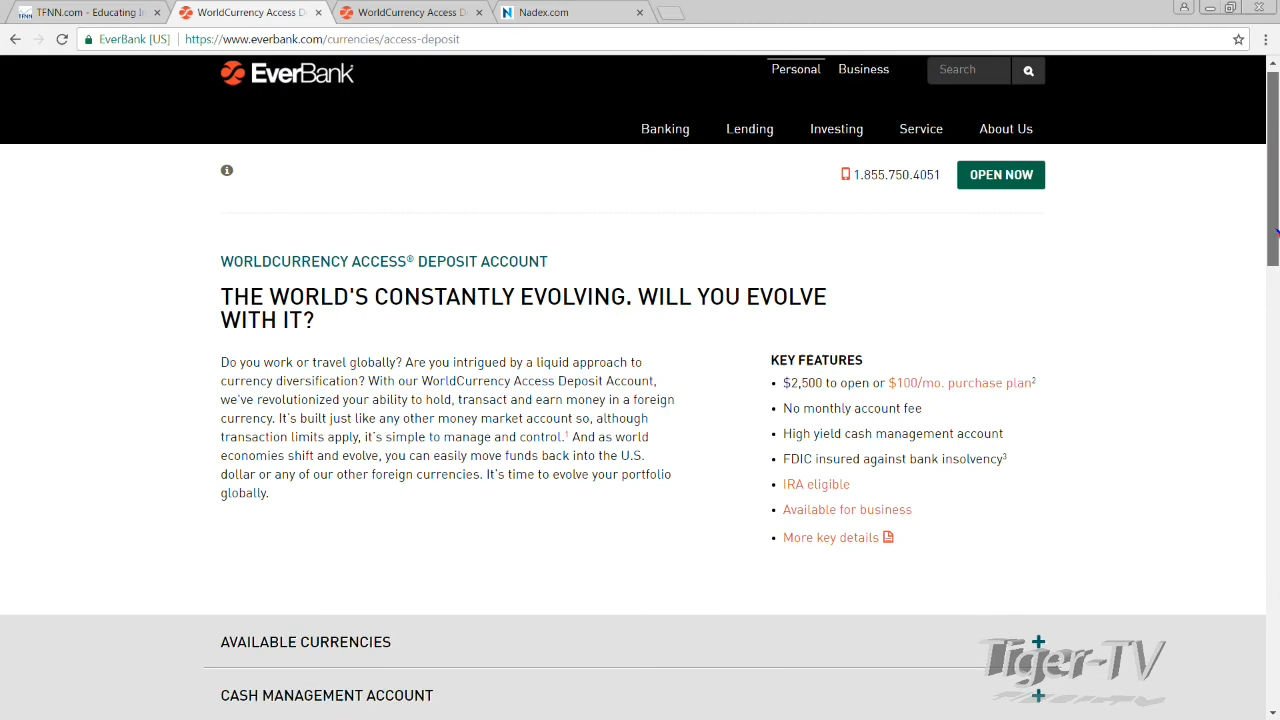 TFNN.com - Educating In
WorldCurrency Access D
WorldCurrency Access D
Nadex.com
EverBank [US]
https://www.everbank.com/currencies/access-deposit
EverBank
Personal
Business
Search
Banking
Lending
Investing
Service
About Us
1.855.750.4051
OPEN NOW
WORLDCURRENCY ACCESS® DEPOSIT ACCOUNT
THE WORLD'S CONSTANTLY EVOLVING. WILL YOU EVOLVE
WITH IT?
Do you work or travel globally? Are you intrigued by a liquid approach to
currency diversification? With our WorldCurrency Access Deposit Account,
we've revolutionized your ability to hold, transact and earn money in a foreign
currency. It's built just like any other money market account so, although
transaction limits apply, it's simple to manage and control.¹ And as world
economies shift and evolve, you can easily move funds back into the U.S.
dollar or any of our other foreign currencies. It's time to evolve your portfolio
globally.
KEY FEATURES
• $2,500 to open or $100/mo. purchase plan²
• No monthly account fee
• High yield cash management account
• FDIC insured against bank insolvency³
• IRA eligible
• Available for business
• More key details
AVAILABLE CURRENCIES
CASH MANAGEMENT ACCOUNT
Tiger-TV